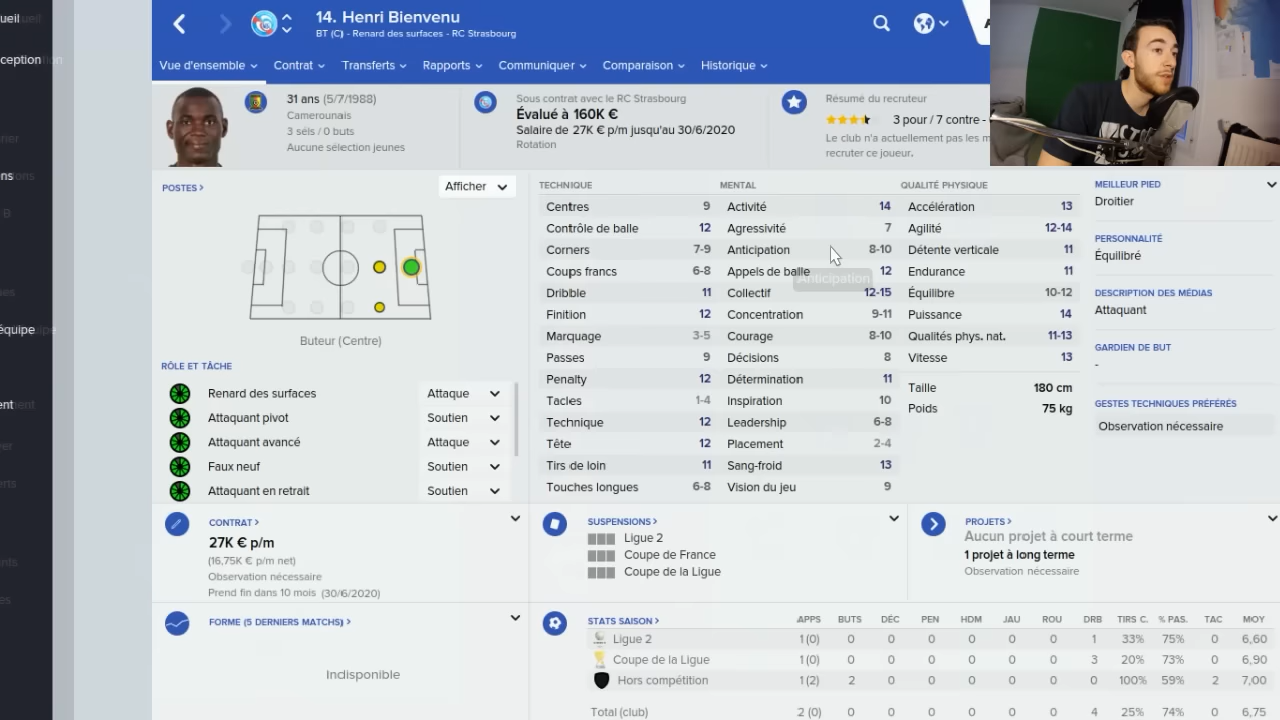 ueil
ception
ns
B
équipe
14. Henri Bienvenu
BT (C) - Renard des surfaces - RC Strasbourg
Vue d'ensemble
Contrat
Transferts
Rapports
Communiquer
Comparaison
Historique
31 ans (5/7/1988)
Camerounais
3 séls / 0 buts
Aucune sélection jeunes
Sous contrat avec le RC Strasbourg
Évalué à 160K €
Salaire de 27K € p/m jusqu'au 30/6/2020
Rotation
Résumé du recruteur
3 pour / 7 contre -
Le club n'a actuellement pas les m
recruter ce joueur.
POSTES >
Afficher
Buteur (Centre)
RÔLE ET TÂCHE
Renard des surfaces Attaque
Attaquant pivot Soutien
Attaquant avancé Attaque
Faux neuf Soutien
Attaquant en retrait Soutien
TECHNIQUE
Centres 9
Contrôle de balle 12
Corners 7-9
Coups francs 6-8
Dribble 11
Finition 12
Marquage 3-5
Passes 9
Penalty 12
Tacles 1-4
Technique 12
Tête 12
Tirs de loin 11
Touches longues 6-8
MENTAL
Activité 14
Agressivité 7
Anticipation 8-10
Appels de balle 12
Anticipation
Collectif 12-15
Concentration 9-11
Courage 8-10
Décisions 8
Détermination 11
Inspiration 10
Leadership 6-8
Placement 2-4
Sang-froid 13
Vision du jeu 9
QUALITÉ PHYSIQUE
Accélération 13
Agilité 12-14
Détente verticale 11
Endurance 11
Équilibre 10-12
Puissance 14
Qualités phys. nat. 11-13
Vitesse 13
Taille 180 cm
Poids 75 kg
MEILLEUR PIED
Droitier
PERSONNALITÉ
Équilibré
DESCRIPTION DES MÉDIAS
Attaquant
GARDIEN DE BUT
-
GESTES TECHNIQUES PRÉFÉRÉS
Observation nécessaire
CONTRAT >
27K € p/m
(16,75K € p/m net)
Observation nécessaire
Prend fin dans 10 mois (30/6/2020)
SUSPENSIONS >
Ligue 2
Coupe de France
Coupe de la Ligue
PROJETS >
Aucun projet à court terme
1 projet à long terme
Observation nécessaire
FORME (5 DERNIERS MATCHS) >
Indisponible
STATS SAISON > APPS BUTS DÉC PEN HDM JAU ROU DRB TIRS C. % PAS. TAC MOY
Ligue 2 1 (0) 0 0 0 0 0 0 1 33% 75% 0 6,60
Coupe de la Ligue 1 (0) 0 0 0 0 0 0 3 20% 73% 0 6,90
Hors compétition 1 (2) 2 0 0 0 0 0 0 100% 59% 2 7,00
Total (club) 2 (0) 0 0 0 0 0 0 4 25% 74% 0 6,75